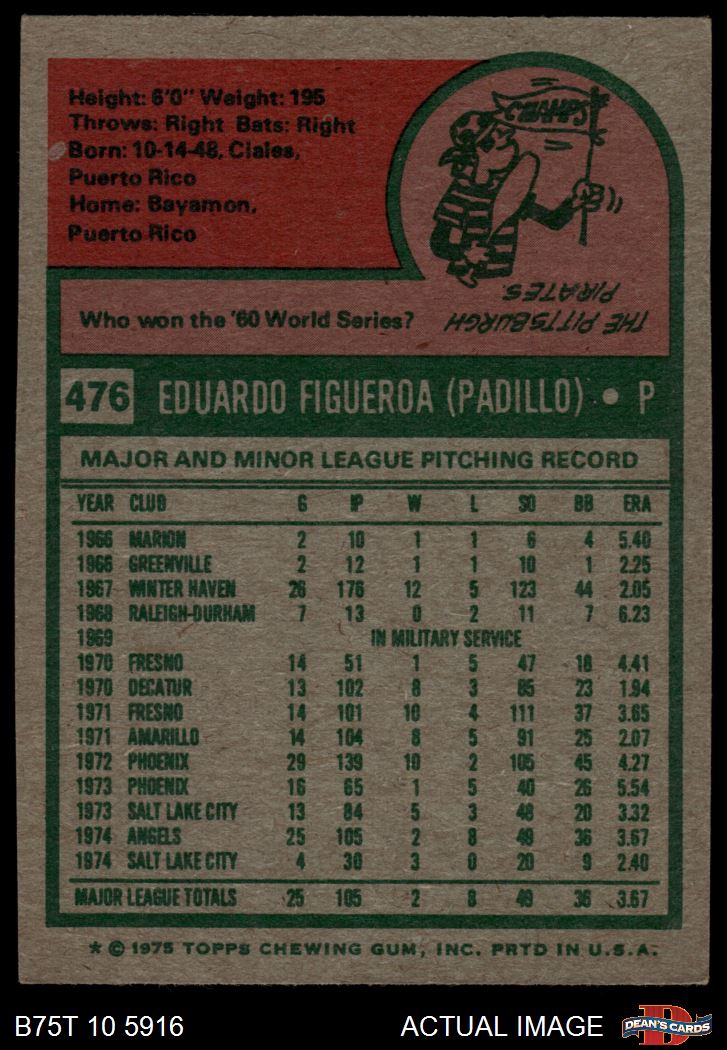 Height: 6'0" Weight: 195
Throws: Right Bats: Right
Born: 10-14-48, Ciales,
Puerto Rico
Home: Bayamon,
Puerto Rico
CHAMPS
Who won the '60 World Series?
THE PITTSBURGH
PIRATES.
476 EDUARDO FIGUEROA (PADILLO) • P
MAJOR AND MINOR LEAGUE PITCHING RECORD
YEAR CLUB G IP W L SO BB ERA
1966 MARION 2 10 1 1 6 4 5.40
1966 GREENVILLE 2 12 1 1 10 1 2.25
1967 WINTER HAVEN 26 176 12 5 123 44 2.05
1968 RALEIGH-DURHAM 7 13 0 2 11 7 6.23
1969 IN MILITARY SERVICE
1970 FRESNO 14 51 1 5 47 18 4.41
1970 DECATUR 13 102 8 3 85 23 1.94
1971 FRESNO 14 101 10 4 111 37 3.65
1971 AMARILLO 14 104 8 5 91 25 2.07
1972 PHOENIX 29 139 10 2 105 45 4.27
1973 PHOENIX 16 65 1 5 40 26 5.54
1973 SALT LAKE CITY 13 84 5 3 48 20 3.32
1974 ANGELS 25 105 2 8 49 36 3.67
1974 SALT LAKE CITY 4 30 3 0 20 9 2.40
MAJOR LEAGUE TOTALS 25 105 2 8 49 36 3.67
* © 1975 TOPPS CHEWING GUM, INC. PRTD IN U.S.A.
B75T 10 5916 ACTUAL IMAGE
D
DEAN'S CARDS